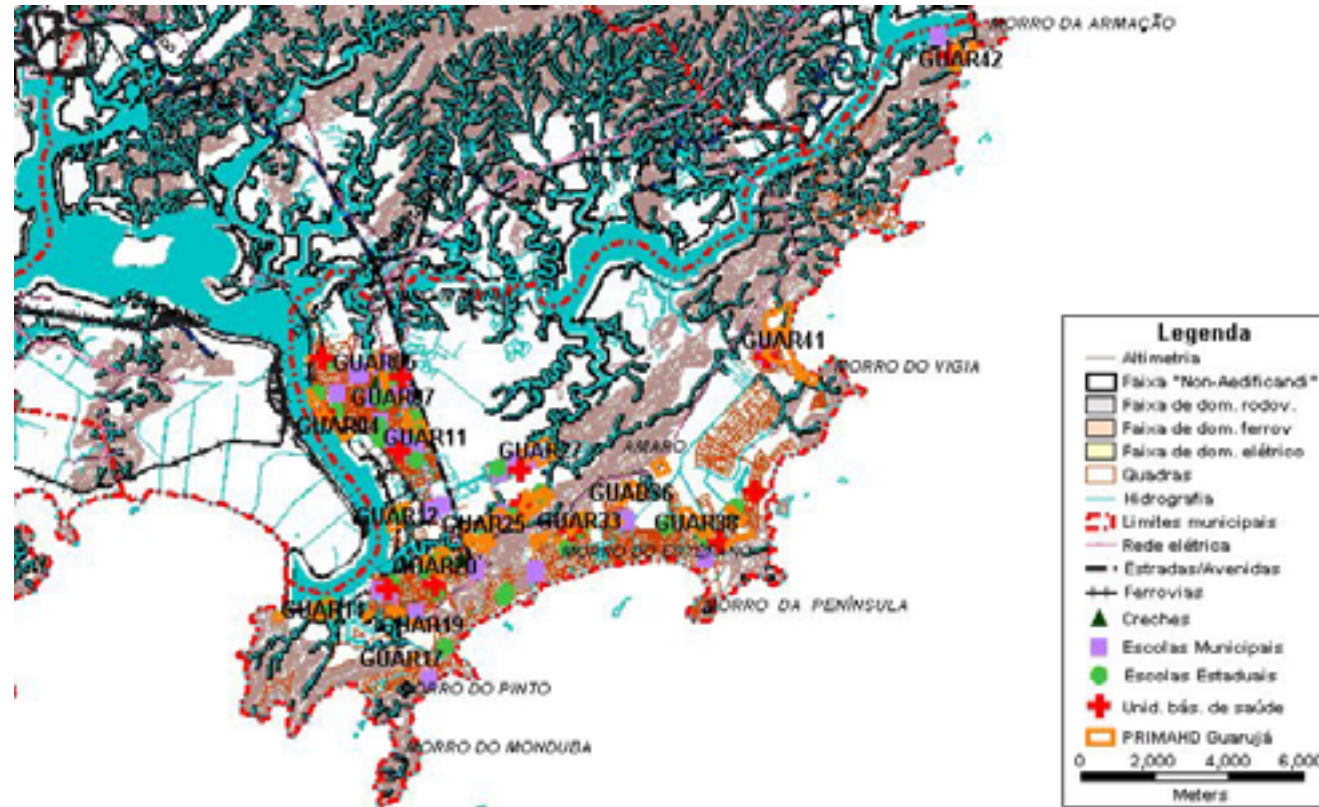 MORRO DA ARMAÇÃO
GUAR42
GUAR41
MORRO DO VIGIA
GUAR11
GUAR27
AMARO
GUAR25
GUAR33
GUAR38
GUAR20
MORRO DA PENÍNSULA
GUAR19
GUAR17
MORRO DO PINTO
MORRO DO MONDUBA
Legenda
Altimetria
Faixa "Non-Aedificandi"
Faixa de dom. rodov.
Faixa de dom. ferrov
Faixa de dom. elétrico
Quadras
Hidrografia
Limites municipais
Rede elétrica
Estradas/Avenidas
Ferrovias
Creches
Escolas Municipais
Escolas Estaduais
Unid. bás. de saúde
PRIMAHD Guarujá
0 2,000 4,000 6,000
Meters